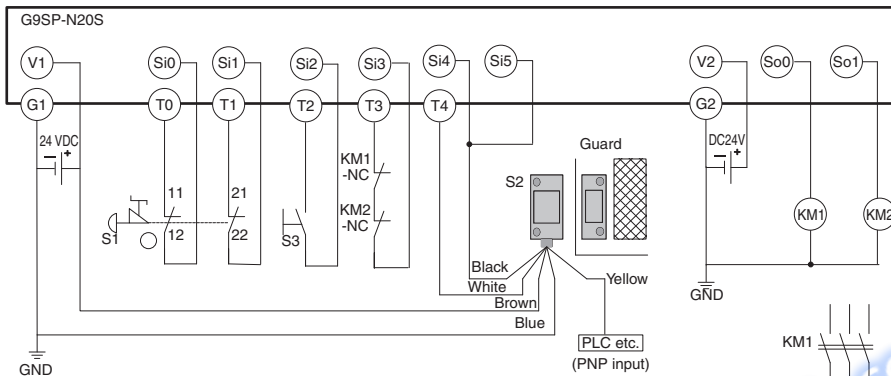 G9SP-N20S
V1 Si0 Si1 Si2 Si3 Si4 Si5 V2 So0 So1
G1 T0 T1 T2 T3 T4 G2
24 VDC
DC24V
Guard
KM1
-NC
S2
11 21
KM2
-NC
KM1 KM2
S1 12 22 S3
Black
White
Yellow
Brown
Blue
GND
PLC etc.
(PNP input)
KM1
GND